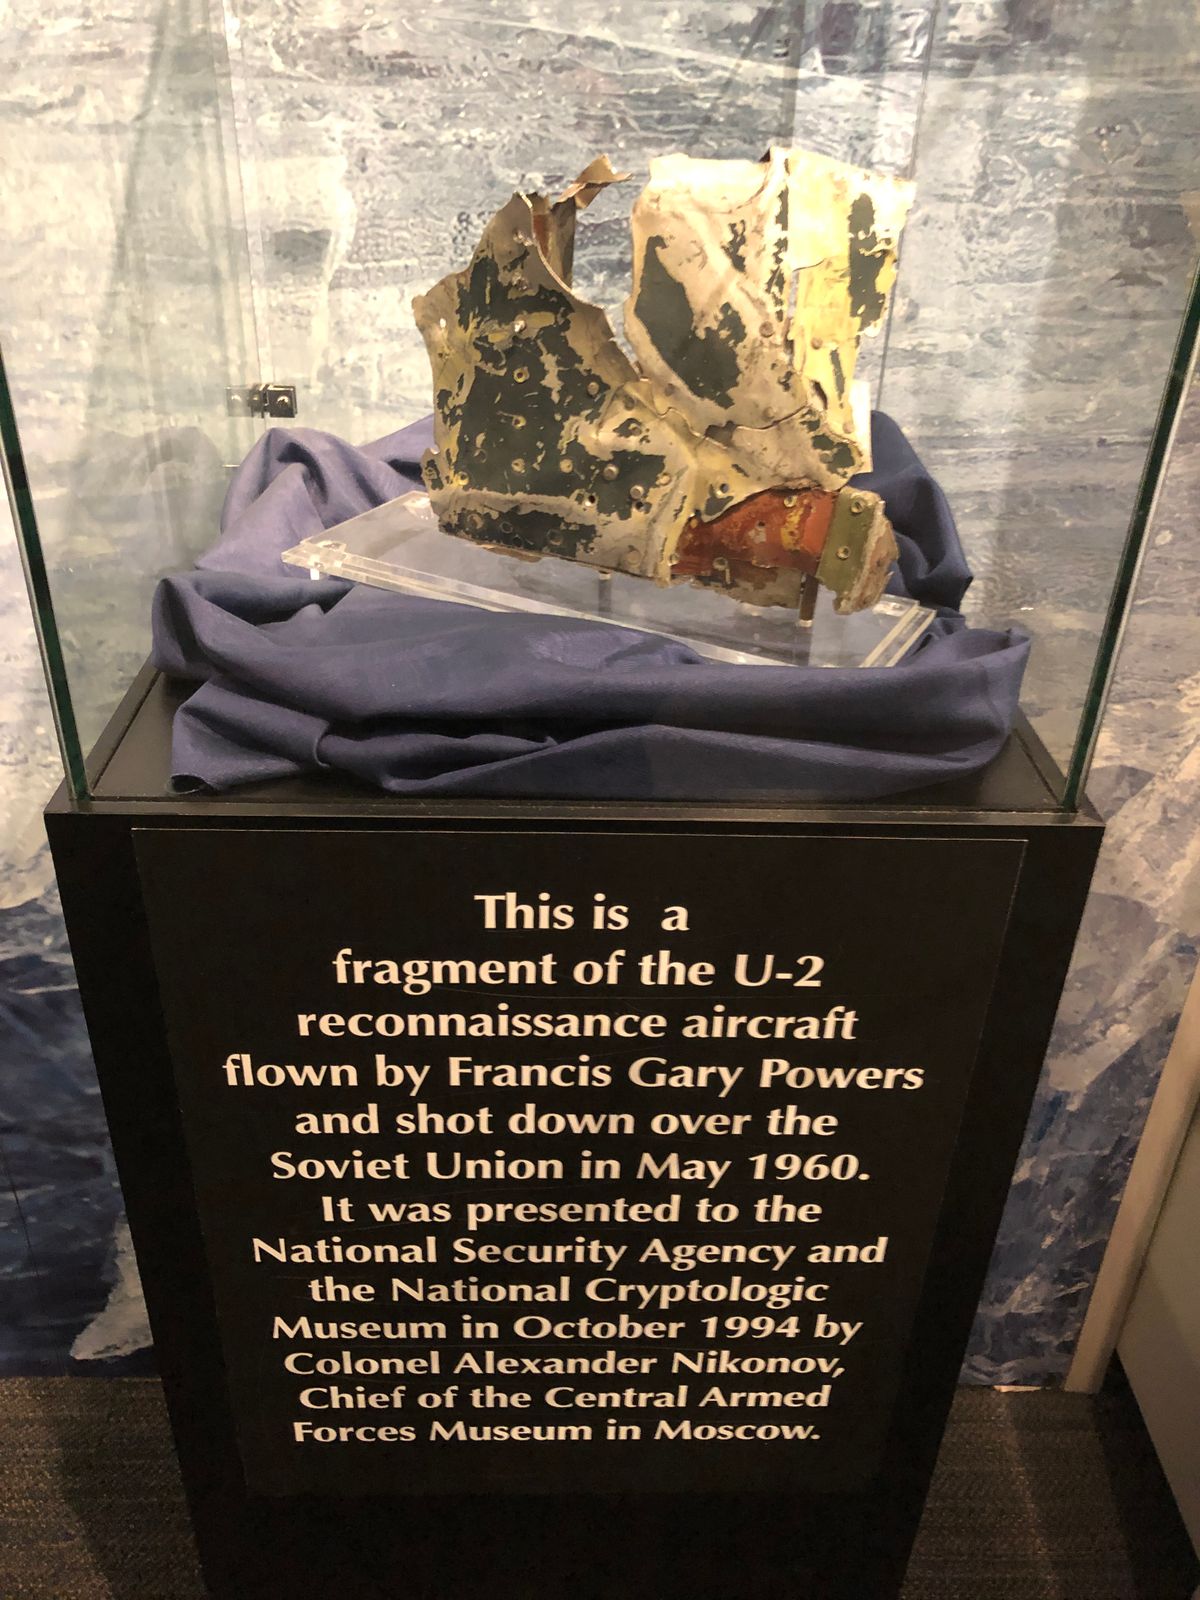 This is a
fragment of the U-2
reconnaissance aircraft
flown by Francis Gary Powers
and shot down over the
Soviet Union in May 1960.
It was presented to the
National Security Agency and
the National Cryptologic
Museum in October 1994 by
Colonel Alexander Nikonov,
Chief of the Central Armed
Forces Museum in Moscow.